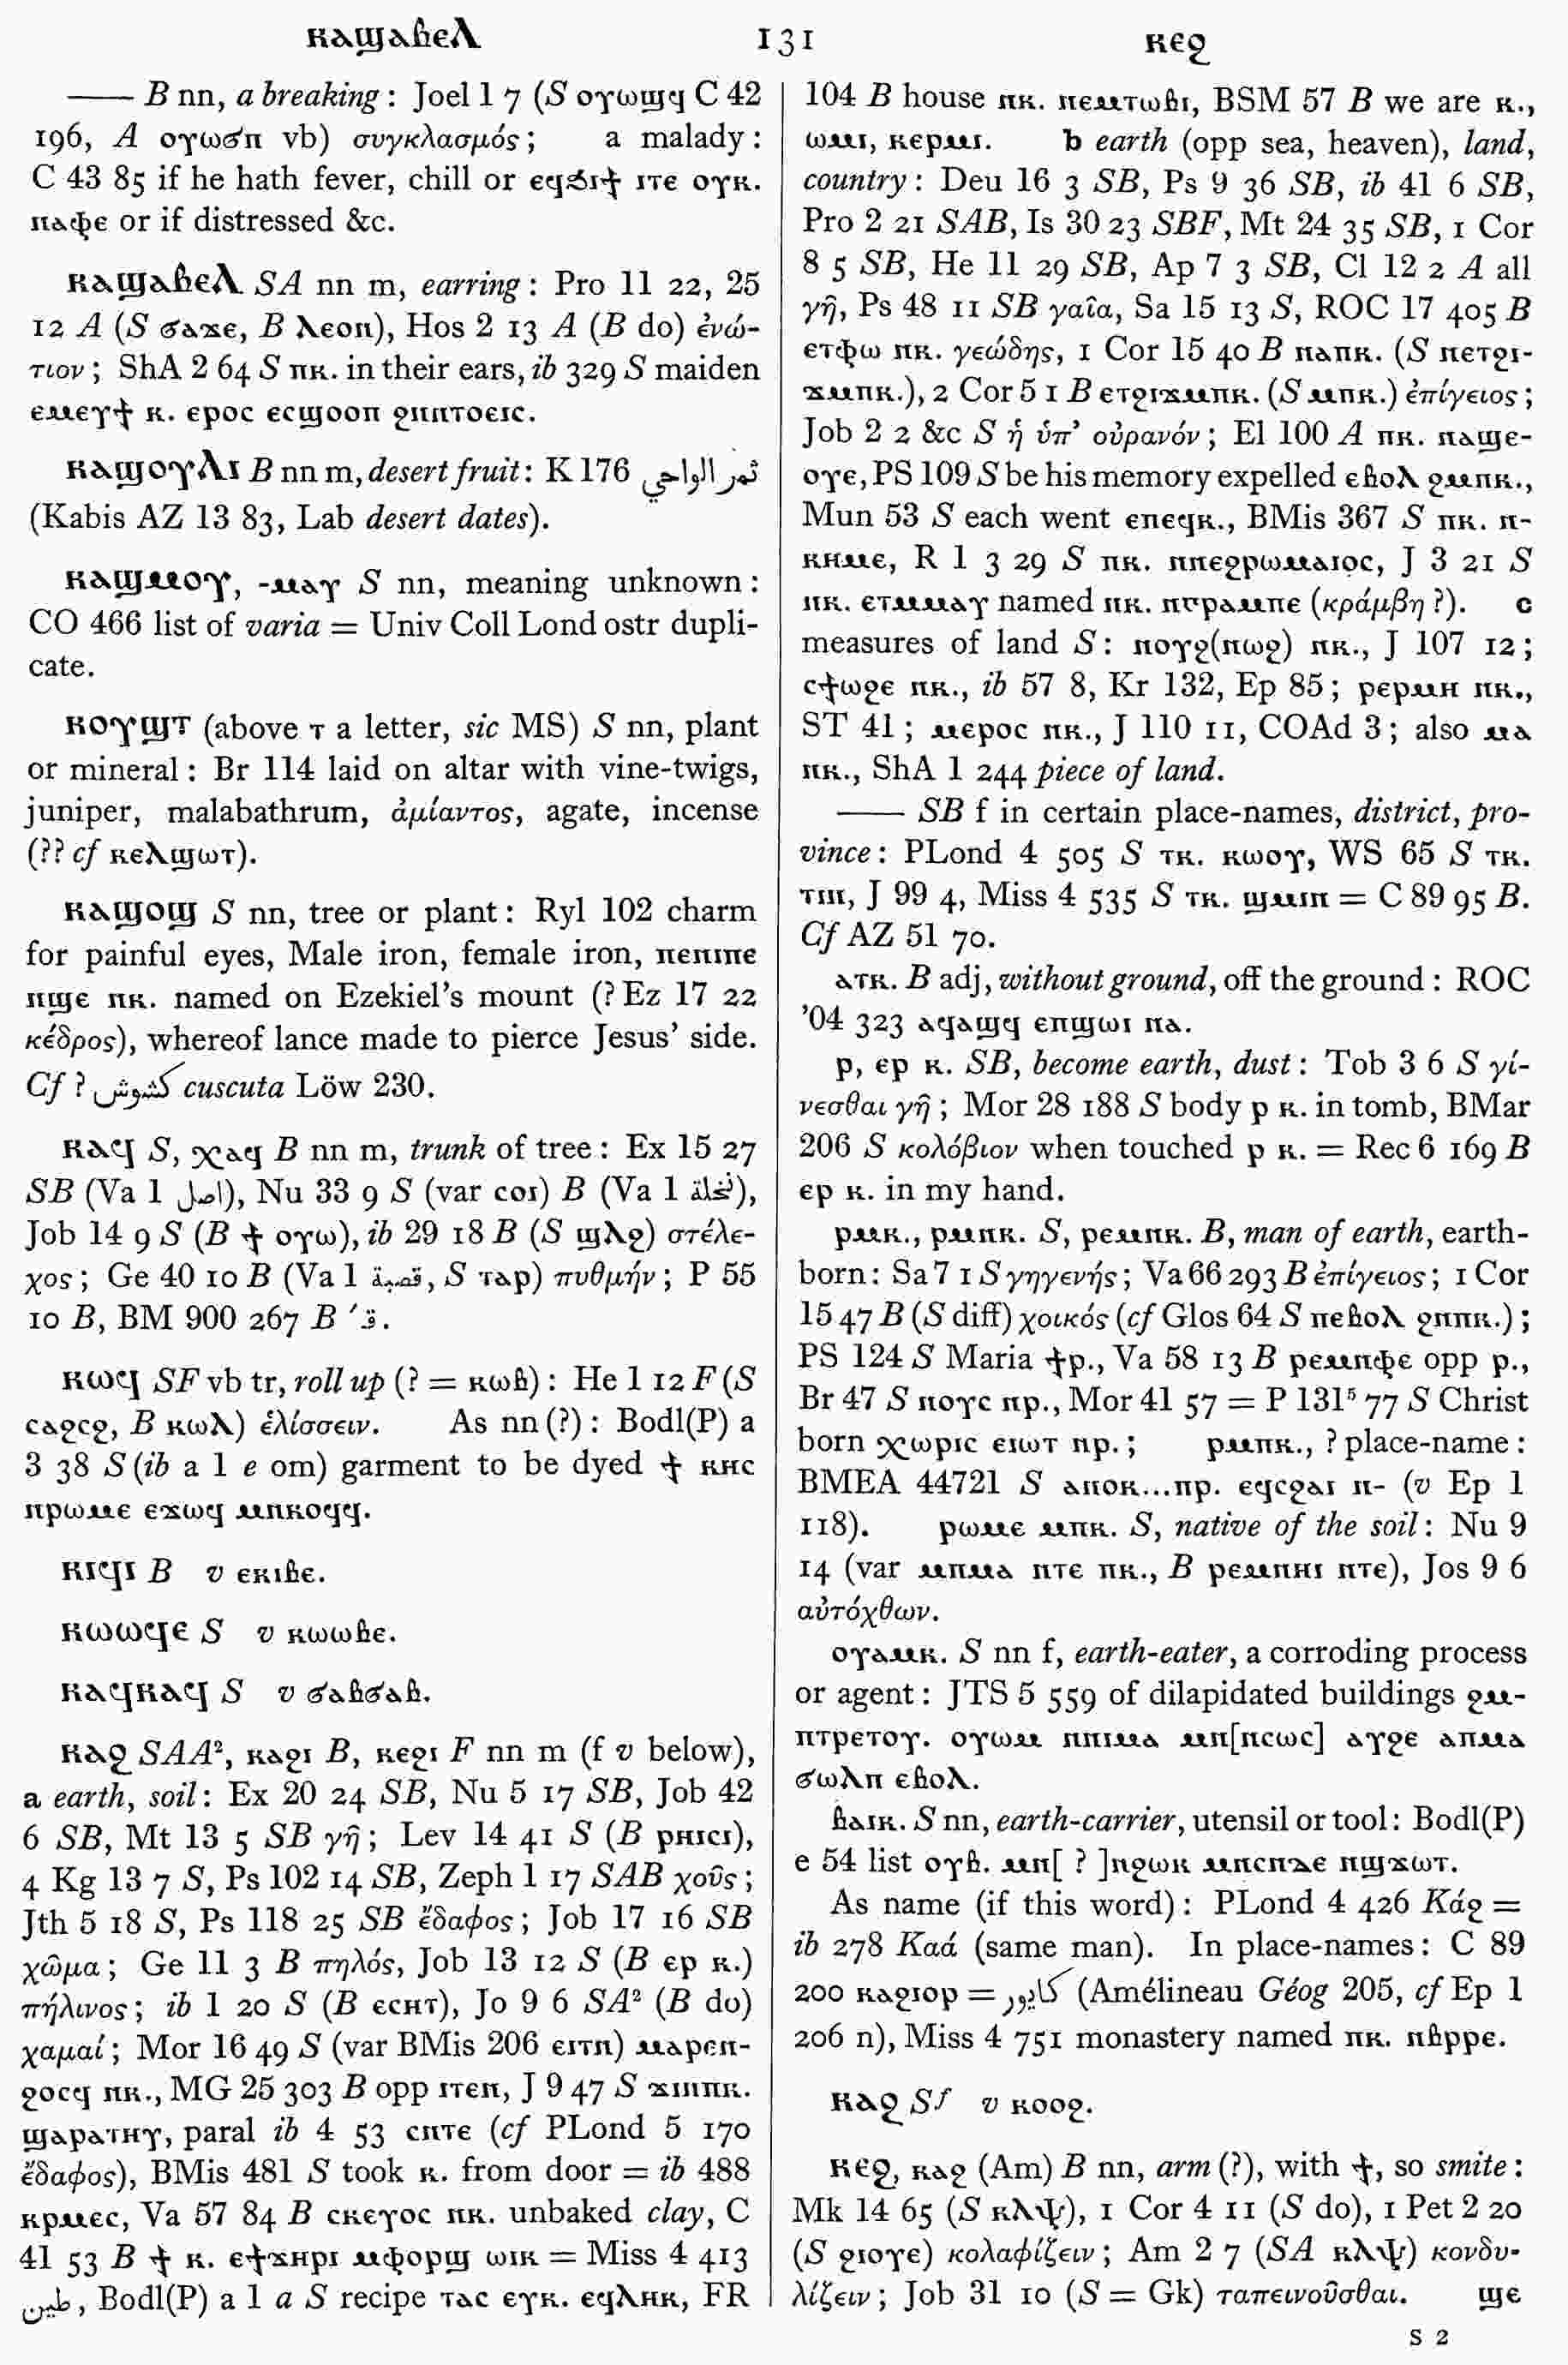 ⲕⲁϣⲁⲃⲉⲗ 131 ⲕⲉϩ
—— B nn, a breaking: Joel 1 7 (S ⲟⲩⲱϣϥ C 42
196, A ⲟⲩⲱϭⲡ vb) συγκλασμός; a malady:
C 43 85 if he hath fever, chill or ⲉϥϭⲓϯ ⲓⲧⲉ ⲟⲩⲕ.
ⲛⲁⲫⲉ or if distressed &c.
ⲕⲁϣⲁⲃⲉⲗ SA nn m, earring: Pro 11 22, 25
12 A (S ϭⲁϫⲉ, B ⲗⲉⲟⲛ), Hos 2 13 A (B do) ἐνώ-
τιον; ShA 2 64 S ⲛⲕ. in their ears, ib 329 S maiden
ⲉⲙⲉⲩϯ ⲕ. ⲉⲣⲟⲥ ⲉⲥϣⲟⲟⲡ ϩⲛⲛⲧⲟⲉⲓⲥ.
ⲕⲁϣⲟⲩⲗⲓ B nn m, desert fruit: K 176 ثمر الواحي
(Kabis AZ 13 83, Lab desert dates).
ⲕⲁϣⲙⲟⲩ, -ⲙⲁⲩ S nn, meaning unknown:
CO 466 list of varia = Univ Coll Lond ostr dupli-
cate.
ⲕⲟⲩϣⲧ (above ⲧ a letter, sic MS) S nn, plant
or mineral: Br 114 laid on altar with vine-twigs,
juniper, malabathrum, ἀμίαντος, agate, incense
(?? cf ⲕⲉⲗϣⲱⲧ).
ⲕⲁϣⲟϣ S nn, tree or plant: Ryl 102 charm
for painful eyes, Male iron, female iron, ⲡⲉⲛⲓⲡⲉ
ⲛϣⲉ ⲛⲕ. named on Ezekiel's mount (? Ez 17 22
κέδρος), whereof lance made to pierce Jesus' side.
Cf ? كشوش cuscuta Löw 230.
ⲕⲁϥ S, ⲭⲁϥ B nn m, trunk of tree: Ex 15 27
SB (Va 1 اصل), Nu 33 9 S (var ⲥⲟⲓ) B (Va 1 نخلة),
Job 14 9 S (B ϯ ⲟⲩⲱ), ib 29 18 B (S ϣⲗϩ) στέλε-
χος; Ge 40 10 B (Va 1 قصبة, S ⲧⲁⲣ) πυθμήν; P 55
10 B, BM 900 267 B ′ⲝ̄.
ⲕⲱϥ SF vb tr, roll up (? = ⲕⲱⲃ): He 1 12 F (S
ⲥⲁϩⲥϩ, B ⲕⲱⲗ) ἑλίσσειν. As nn (?): Bodl(P) a
3 38 S (ib a 1 e om) garment to be dyed ϯ ⲕⲏⲥ
ⲛⲣⲱⲙⲉ ⲉϫⲱϥ ⲙⲡⲕⲟϥϥ.
ⲕⲓϥⲓ B v ⲉⲕⲓⲃⲉ.
ⲕⲱⲱϥⲉ S v ⲕⲱⲱⲃⲉ.
ⲕⲁϥⲕⲁϥ S v ϭⲁⲃϭⲁⲃ.
ⲕⲁϩ SAA², ⲕⲁϩⲓ B, ⲕⲉϩⲓ F nn m (f v below),
a earth, soil: Ex 20 24 SB, Nu 5 17 SB, Job 42
6 SB, Mt 13 5 SB γῆ; Lev 14 41 S (B ⲣⲏⲓⲥⲓ),
4 Kg 13 7 S, Ps 102 14 SB, Zeph 1 17 SAB χοῦς;
Jth 5 18 S, Ps 118 25 SB ἔδαφος; Job 17 16 SB
χῶμα; Ge 11 3 B πηλός, Job 13 12 S (B ⲉⲣ ⲕ.)
πήλινος; ib 1 20 S (B ⲉⲥⲏⲧ), Jo 9 6 SA² (B do)
χαμαί; Mor 16 49 S (var BMis 206 ⲉⲓⲧⲛ) ⲙⲁⲣⲉⲛ-
ϩⲟⲥϥ ⲛⲕ., MG 25 303 B opp ⲓⲧⲉⲛ, J 9 47 S ϫⲓⲛⲡⲕ.
ϣⲁⲣⲁⲧⲏⲩ, paral ib 4 53 ⲥⲛⲧⲉ (cf PLond 5 170
ἔδαφος), BMis 481 S took ⲕ. from door = ib 488
ⲕⲣⲙⲉⲥ, Va 57 84 B ⲥⲕⲉⲩⲟⲥ ⲛⲕ. unbaked clay, C
41 53 B ϯ ⲕ. ⲉϯϫⲏⲣⲓ ⲙⲫⲟⲣϣ ⲱⲓⲕ = Miss 4 413
طين, Bodl(P) a 1 a S recipe ⲧⲁⲥ ⲉⲩⲕ. ⲉϥⲗⲏⲕ, FR
104 B house ⲛⲕ. ⲛⲉⲙⲧⲱⲃⲓ, BSM 57 B we are ⲕ.,
ⲱⲙⲓ, ⲕⲉⲣⲙⲓ. b earth (opp sea, heaven), land,
country: Deu 16 3 SB, Ps 9 36 SB, ib 41 6 SB,
Pro 2 21 SAB, Is 30 23 SBF, Mt 24 35 SB, 1 Cor
8 5 SB, He 11 29 SB, Ap 7 3 SB, Cl 12 2 A all
γῆ, Ps 48 11 SB γαῖα, Sa 15 13 S, ROC 17 405 B
ⲉⲧⲫⲱ ⲡⲕ. γεώδης, 1 Cor 15 40 B ⲛⲁⲡⲕ. (S ⲛⲉⲧϩⲓ-
ϫⲙⲡⲕ.), 2 Cor 5 1 B ⲉⲧϩⲓϫⲙⲡⲕ. (S ⲙⲡⲕ.) ἐπίγειος;
Job 2 2 &c S ἡ ὑπ' οὐρανόν; El 100 A ⲡⲕ. ⲛⲁϣⲉ-
ⲟⲩⲉ, PS 109 S be his memory expelled ⲉⲃⲟⲗ ϩⲙⲡⲕ.,
Mun 53 S each went ⲉⲡⲉϥⲕ., BMis 367 S ⲡⲕ. ⲛ-
ⲕⲏⲙⲉ, R 1 3 29 S ⲡⲕ. ⲛⲛⲉϩⲣⲱⲙⲁⲓⲟⲥ, J 3 21 S
ⲡⲕ. ⲉⲧⲙⲙⲁⲩ named ⲡⲕ. ⲛϭⲣⲁⲙⲡⲉ (κράμβη ?). c
measures of land S: ⲛⲟⲩϩ(ⲛⲱϩ) ⲛⲕ., J 107 12;
ⲥϯⲱϩⲉ ⲛⲕ., ib 57 8, Kr 132, Ep 85; ⲣⲉⲣⲙⲏ ⲛⲕ.,
ST 41; ⲙⲉⲣⲟⲥ ⲛⲕ., J 110 11, COAd 3; also ⲙⲁ
ⲛⲕ., ShA 1 244 piece of land.
—— SB f in certain place-names, district, pro-
vince: PLond 4 505 S ⲧⲕ. ⲕⲱⲟⲩ, WS 65 S ⲧⲕ.
ⲧⲓⲛ, J 99 4, Miss 4 535 S ⲧⲕ. ϣⲙⲓⲛ = C 89 95 B.
Cf AZ 51 70.
ⲁⲧⲕ. B adj, without ground, off the ground: ROC
'04 323 ⲁϥⲁϣϥ ⲉⲡϣⲱⲓ ⲛⲁ.
ⲣ, ⲉⲣ ⲕ. SB, become earth, dust: Tob 3 6 S γί-
νεσθαι γῆ; Mor 28 188 S body ⲣ ⲕ. in tomb, BMar
206 S κολόβιον when touched ⲣ ⲕ. = Rec 6 169 B
ⲉⲣ ⲕ. in my hand.
ⲣⲙⲕ., ⲣⲙⲛⲕ. S, ⲣⲉⲙⲛⲕ. B, man of earth, earth-
born: Sa 7 1 S γηγενής; Va 66 293 B ἐπίγειος; 1 Cor
15 47 B (S diff) χοικός (cf Glos 64 S ⲡⲉⲃⲟⲗ ϩⲛⲡⲕ.);
PS 124 S Maria ϯⲣ., Va 58 13 B ⲣⲉⲙⲛⲫⲉ opp ⲣ.,
Br 47 S ⲛⲟⲩⲥ ⲛⲣ., Mor 41 57 = P 131⁵ 77 S Christ
born ⲭⲱⲣⲓⲥ ⲉⲓⲱⲧ ⲛⲣ.; ⲣⲙⲡⲕ., ? place-name:
BMEA 44721 S ⲁⲛⲟⲕ...ⲡⲣ. ⲉϥⲥϩⲁⲓ ⲛ- (v Ep 1
118). ⲣⲱⲙⲉ ⲙⲡⲕ. S, native of the soil: Nu 9
14 (var ⲙⲡⲙⲁ ⲛⲧⲉ ⲡⲕ., B ⲣⲉⲙⲛⲏⲓ ⲛⲧⲉ), Jos 9 6
αὐτόχθων.
ⲟⲩⲁⲙⲕ. S nn f, earth-eater, a corroding process
or agent: JTS 5 559 of dilapidated buildings ϩⲙ-
ⲡⲧⲣⲉⲧⲟⲩ. ⲟⲩⲱⲙ ⲛⲛⲓⲙⲁ ⲙⲛ[ⲛⲥⲱⲥ] ⲁⲩϩⲉ ⲁⲡⲙⲁ
ϭⲱⲗⲡ ⲉⲃⲟⲗ.
ⲃⲁⲓⲕ. S nn, earth-carrier, utensil or tool: Bodl(P)
e 54 list ⲟⲩⲃ. ⲙⲛ[ ? ]ⲛϩⲱⲕ ⲙⲛⲥⲛⲧⲉ ⲛϣϫⲱⲧ.
As name (if this word): PLond 4 426 Κάϩ =
ib 278 Καά (same man). In place-names: C 89
200 ⲕⲁϩⲓⲟⲣ = كاهور (Amélineau Géog 205, cf Ep 1
206 n), Miss 4 751 monastery named ⲡⲕ. ⲛⲃⲣⲣⲉ.
ⲕⲁϩ Sf v ⲕⲟⲟϩ.
ⲕⲉϩ, ⲕⲁϩ (Am) B nn, arm (?), with ϯ, so smite:
Mk 14 65 (S ⲕⲗⲯ), 1 Cor 4 11 (S do), 1 Pet 2 20
(S ϩⲓⲟⲩⲉ) κολαφίζειν; Am 2 7 (SA ⲕⲗⲯ) κονδυ-
λίζειν; Job 31 10 (S = Gk) ταπεινοῦσθαι. ϣⲉ
S 2